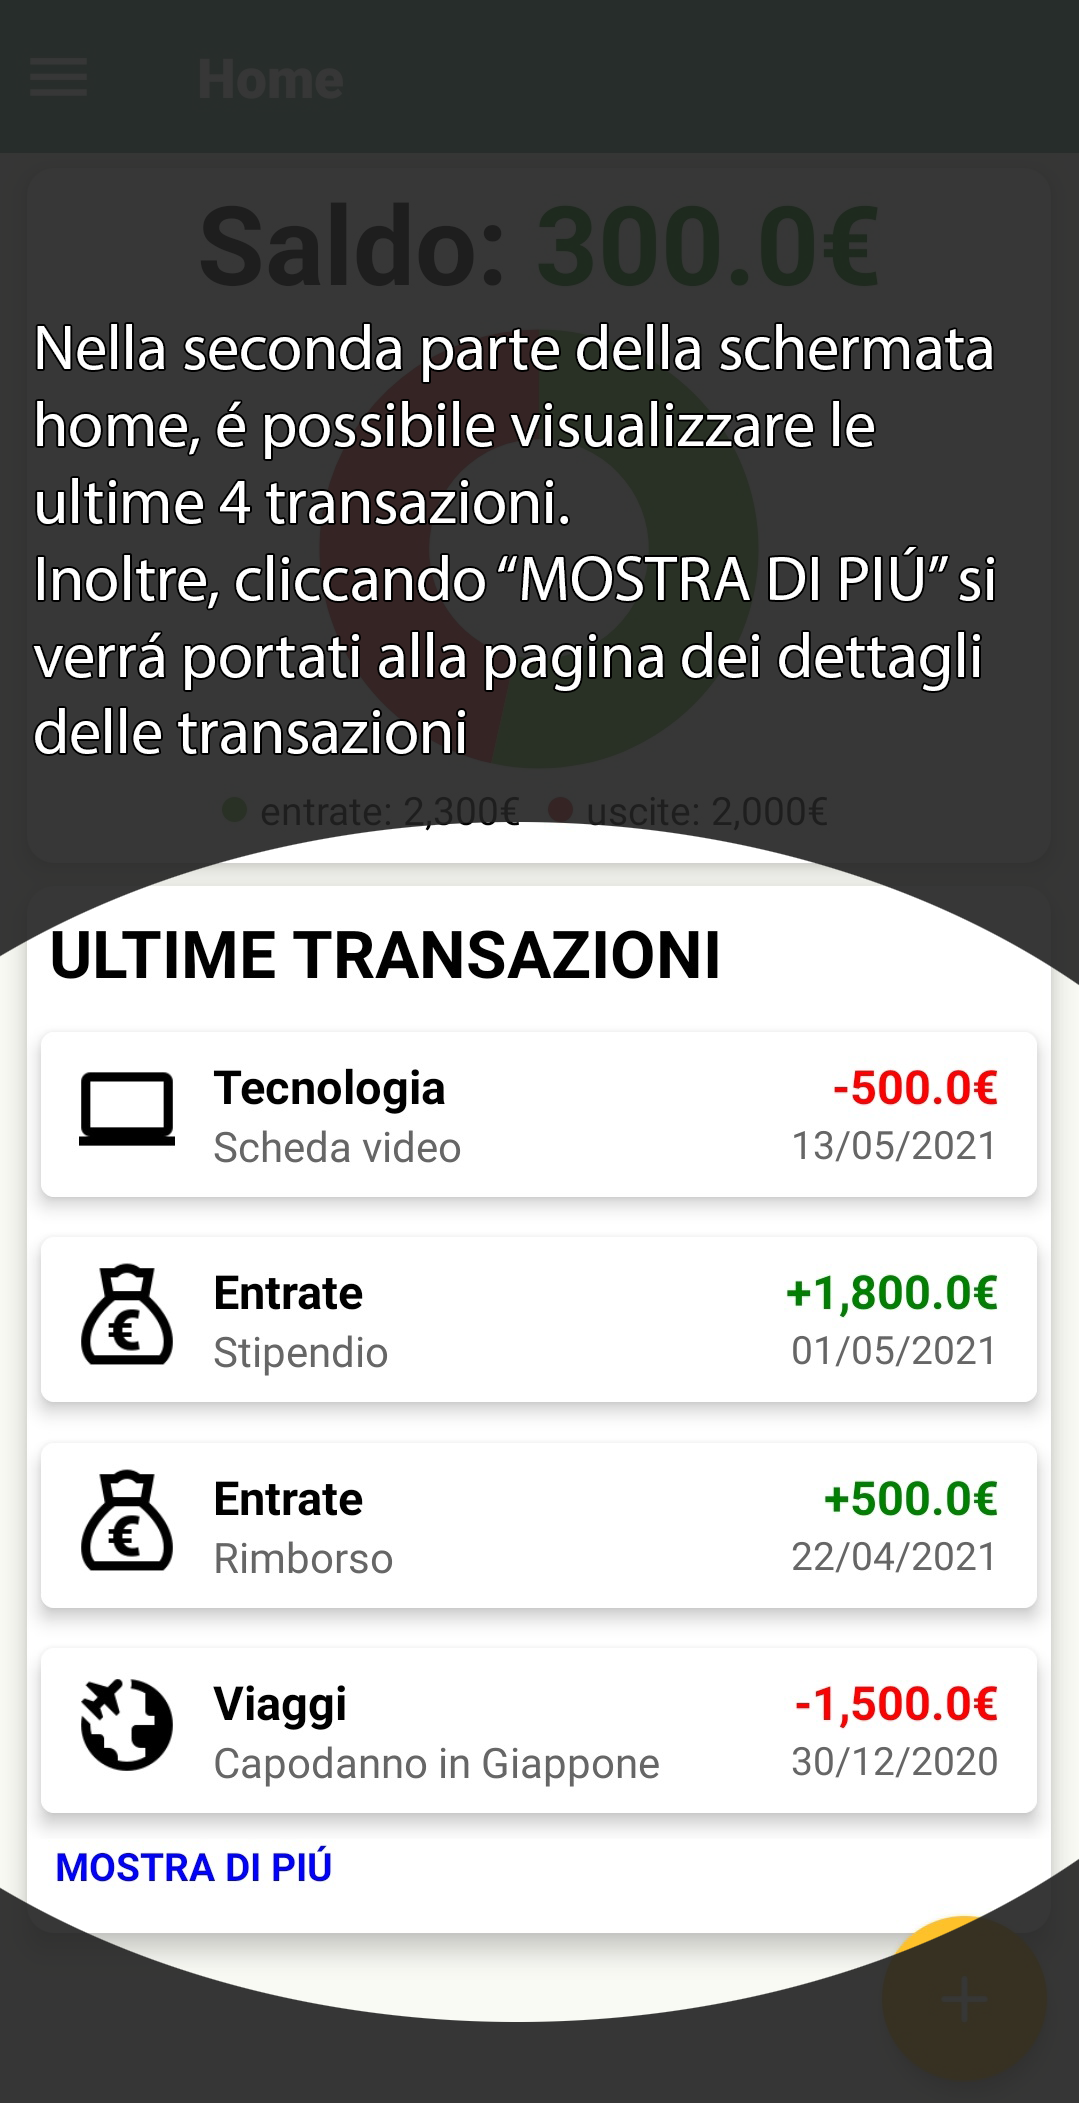 Home
Saldo: 300.0€
Nella seconda parte della schermata
home, é possibile visualizzare le
ultime 4 transazioni.
Inoltre, cliccando “MOSTRA DI PIÚ” si
verrá portati alla pagina dei dettagli
delle transazioni
entrate: 2,300€ uscite: 2,000€
ULTIME TRANSAZIONI
Tecnologia -500.0€
Scheda video 13/05/2021
Entrate +1,800.0€
Stipendio 01/05/2021
Entrate +500.0€
Rimborso 22/04/2021
Viaggi -1,500.0€
Capodanno in Giappone 30/12/2020
MOSTRA DI PIÚ